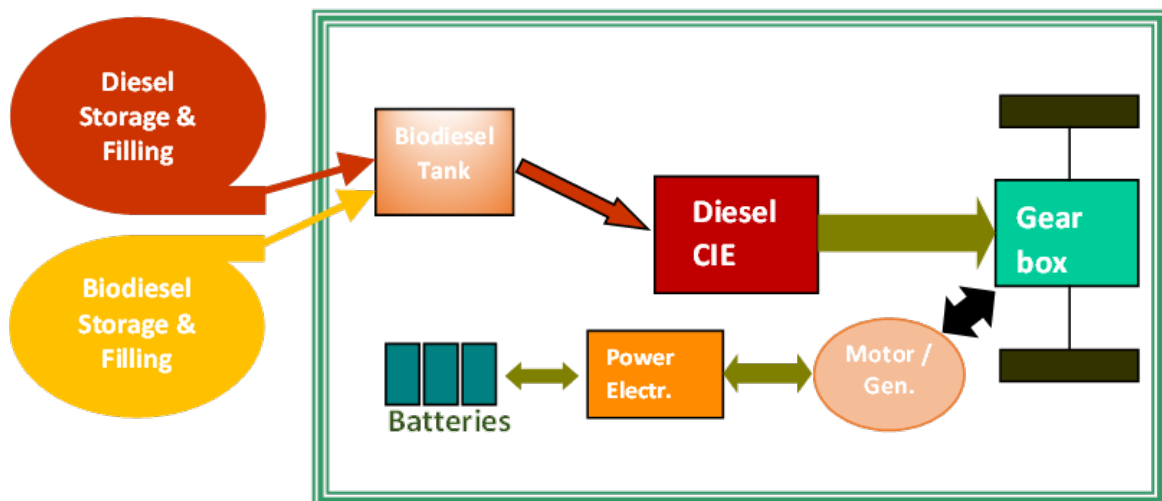 Diesel
Storage &
Filling
Biodiesel
Tank
Diesel
CIE
Gear
box
Biodiesel
Storage &
Filling
Batteries
Power
Electr.
Motor /
Gen.